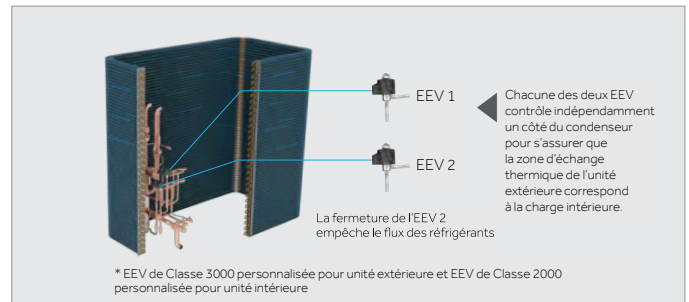 EEV 1
Chacune des deux EEV
contrôle indépendamment
un côté du condenseur
pour s'assurer que
la zone d'échange
thermique de l'unité
extérieure correspond
à la charge intérieure.
EEV 2
La fermeture de l'EEV 2
empêche le flux des réfrigérants
* EEV de Classe 3000 personnalisée pour unité extérieure et EEV de Classe 2000
personnalisée pour unité intérieure